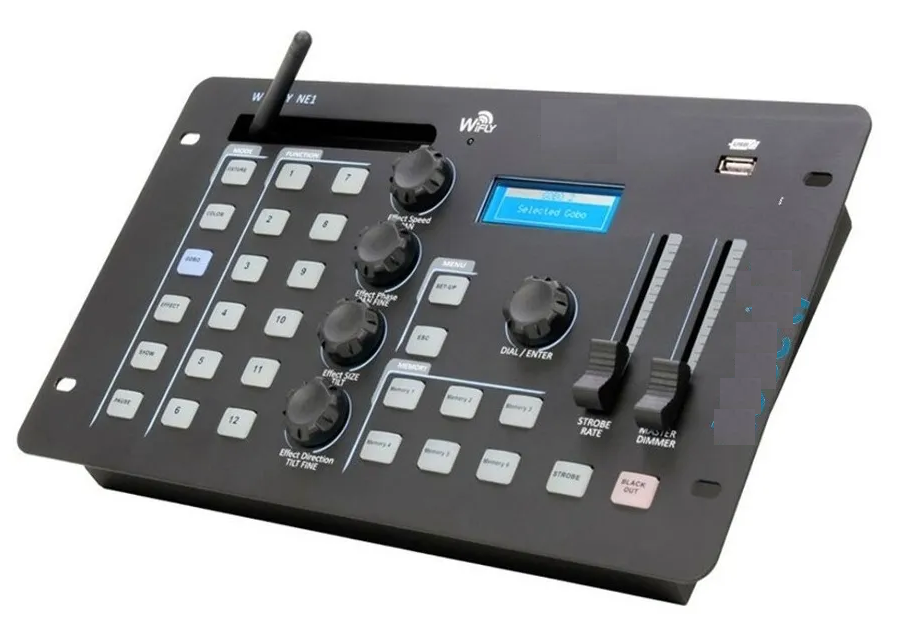 NE1
WiFLY
USB
MODE
FUNCTION
FIXTURE
1
7
COLOR
2
8
Effect Speed
Selected Gobo
GOBO
3
9
Effect Phase
PAN FINE
MENU
SET-UP
EFFECT
4
10
ESC
DIAL / ENTER
SHOW
5
11
Effect SIZE
TILT
MEMORY
Memory 1
Memory 2
Memory 3
PAUSE
6
12
Effect Direction
TILT FINE
Memory 4
Memory 5
Memory 6
STROBE
RATE
MASTER
DIMMER
STROBE
BLACK
OUT